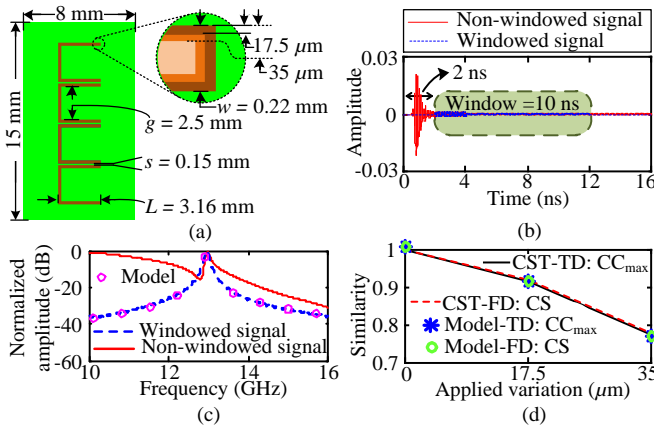 8 mm
15 mm
17.5 µm
35 µm
w = 0.22 mm
g = 2.5 mm
s = 0.15 mm
L = 3.16 mm
(a)
Non-windowed signal
Windowed signal
Amplitude
0.03
0
-0.03
2 ns
Window =10 ns
0 4 8 12 16
Time (ns)
(b)
Normalized
amplitude (dB)
0
-20
-40
-60
Model
Windowed signal
Non-windowed signal
10 12 14 16
Frequency (GHz)
(c)
Similarity
1
0.9
0.8
0.7
CST-TD: CCmax
CST-FD: CS
Model-TD: CCmax
Model-FD: CS
0 17.5 35
Applied variation (µm)
(d)